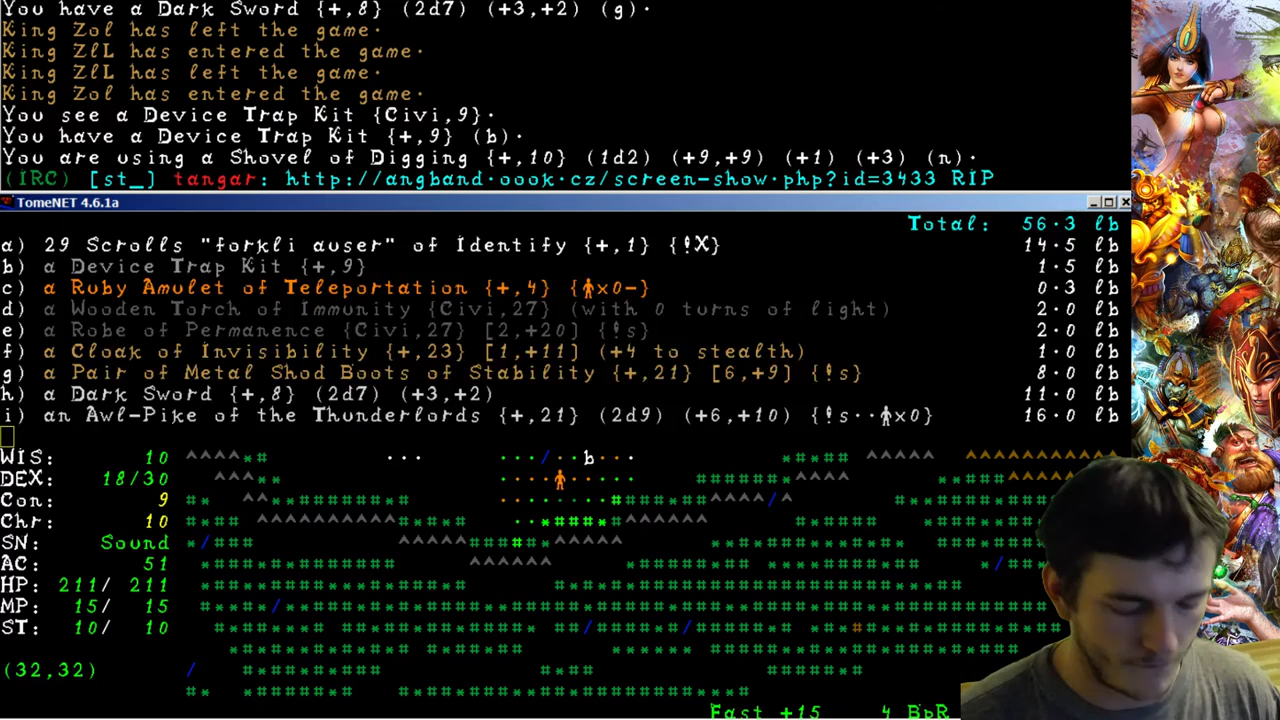 You have a Dark Sword {+,8} (2d7) (+3,+2) (g).
King Zol has left the game.
King ZlL has entered the game.
King ZlL has left the game.
King Zol has entered the game.
You see a Device Trap Kit {Civi,9}.
You have a Device Trap Kit {+,9} (b).
You are using a Shovel of Digging {+,10} (1d2) (+9,+9) (+1) (+3) (n).
(IRC) [st_] tangar: http://angband.oook.cz/screen-show.php?id=3433 RIP
TomeNET 4.6.1a
Total: 56.3 lb
a) 29 Scrolls "forkli auser" of Identify {+,1} {!X} 14.5 lb
b) a Device Trap Kit {+,9} 1.5 lb
c) a Ruby Amulet of Teleportation {+,4} {x0-} 0.3 lb
d) a Wooden Torch of Immunity {Civi,27} (with 0 turns of light) 2.0 lb
e) a Robe of Permanence {Civi,27} [2,+20] {!s} 2.0 lb
f) a Cloak of Invisibility {+,23} [1,+11] (+4 to stealth) 1.0 lb
g) a Pair of Metal Shod Boots of Stability {+,21} [6,+9] {!s} 8.0 lb
h) a Dark Sword {+,8} (2d7) (+3,+2) 11.0 lb
i) an Awl-Pike of the Thunderlords {+,21} (2d9) (+6,+10) {!s..x0} 16.0 lb
WIS: 10
DEX: 18/30
Con: 9
Chr: 10
SN: Sound
AC: 51
HP: 211/ 211
MP: 15/ 15
ST: 10/ 10
(32,32)
Fast +15 4 BpR